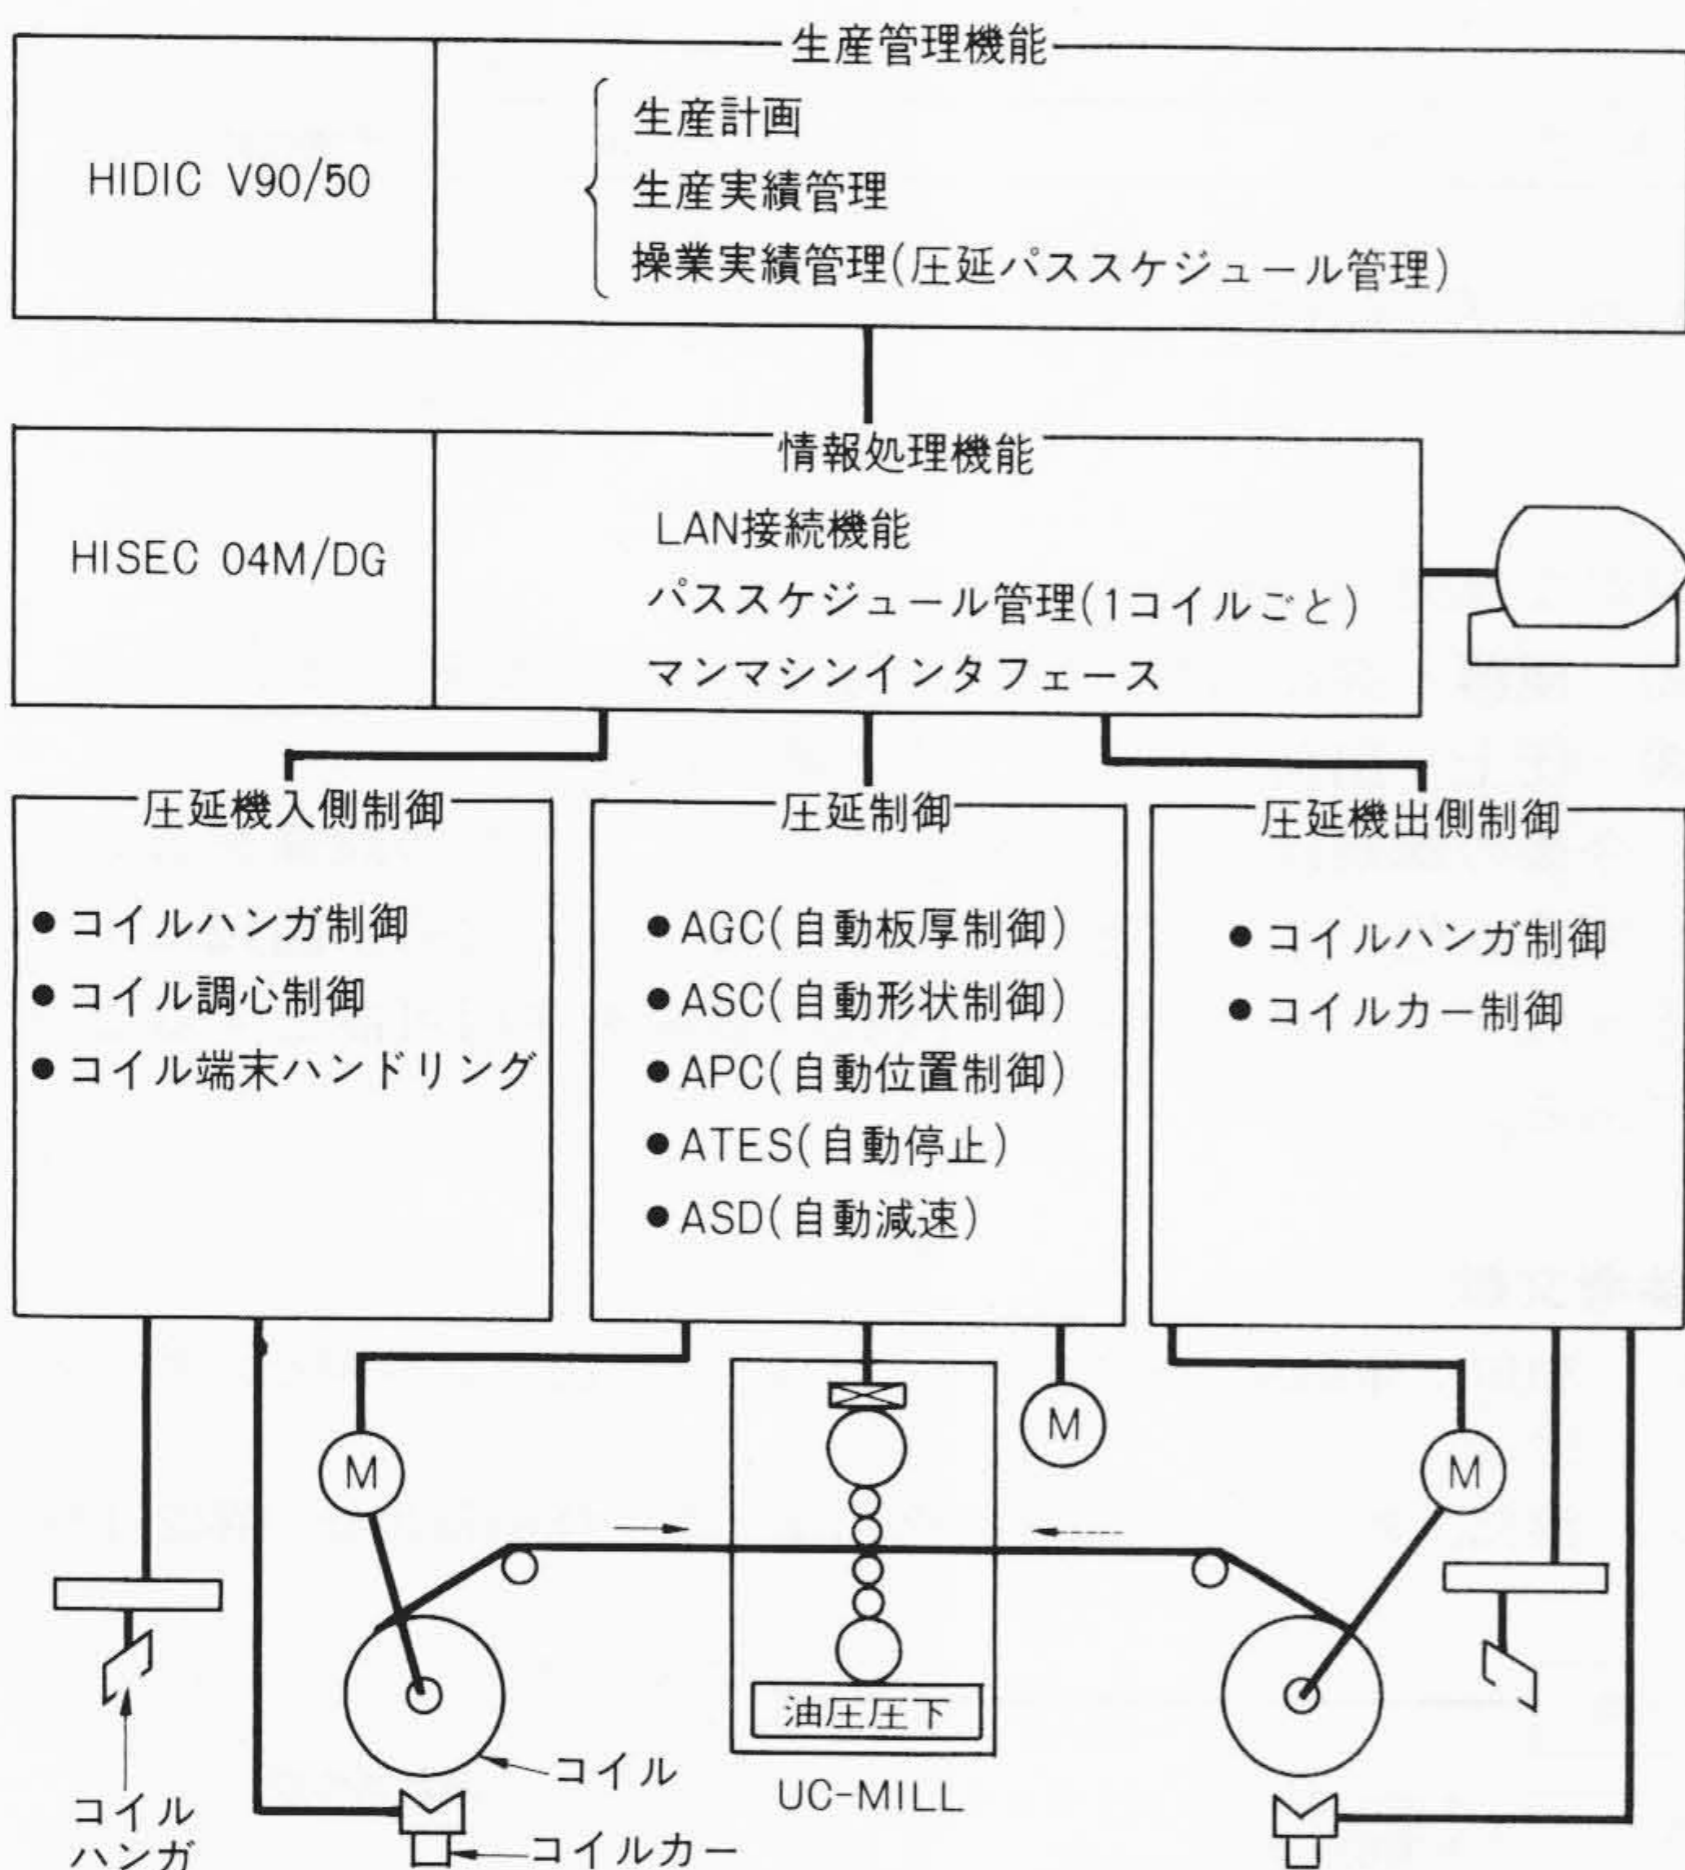 生産管理機能
HIDIC V90/50
生産計画
生産実績管理
操業実績管理(圧延パススケジュール管理)
情報処理機能
HISEC 04M/DG
LAN接続機能
パススケジュール管理(1コイルごと)
マンマシンインタフェース
圧延機入側制御
●コイルハンガ制御
●コイル調心制御
●コイル端末ハンドリング
圧延制御
●AGC(自動板厚制御)
●ASC(自動形状制御)
●APC(自動位置制御)
●ATES(自動停止)
●ASD(自動減速)
圧延機出側制御
●コイルハンガ制御
●コイルカー制御
M
M
M
油圧圧下
UC-MILL
コイル
コイル
ハンガ
コイルカー